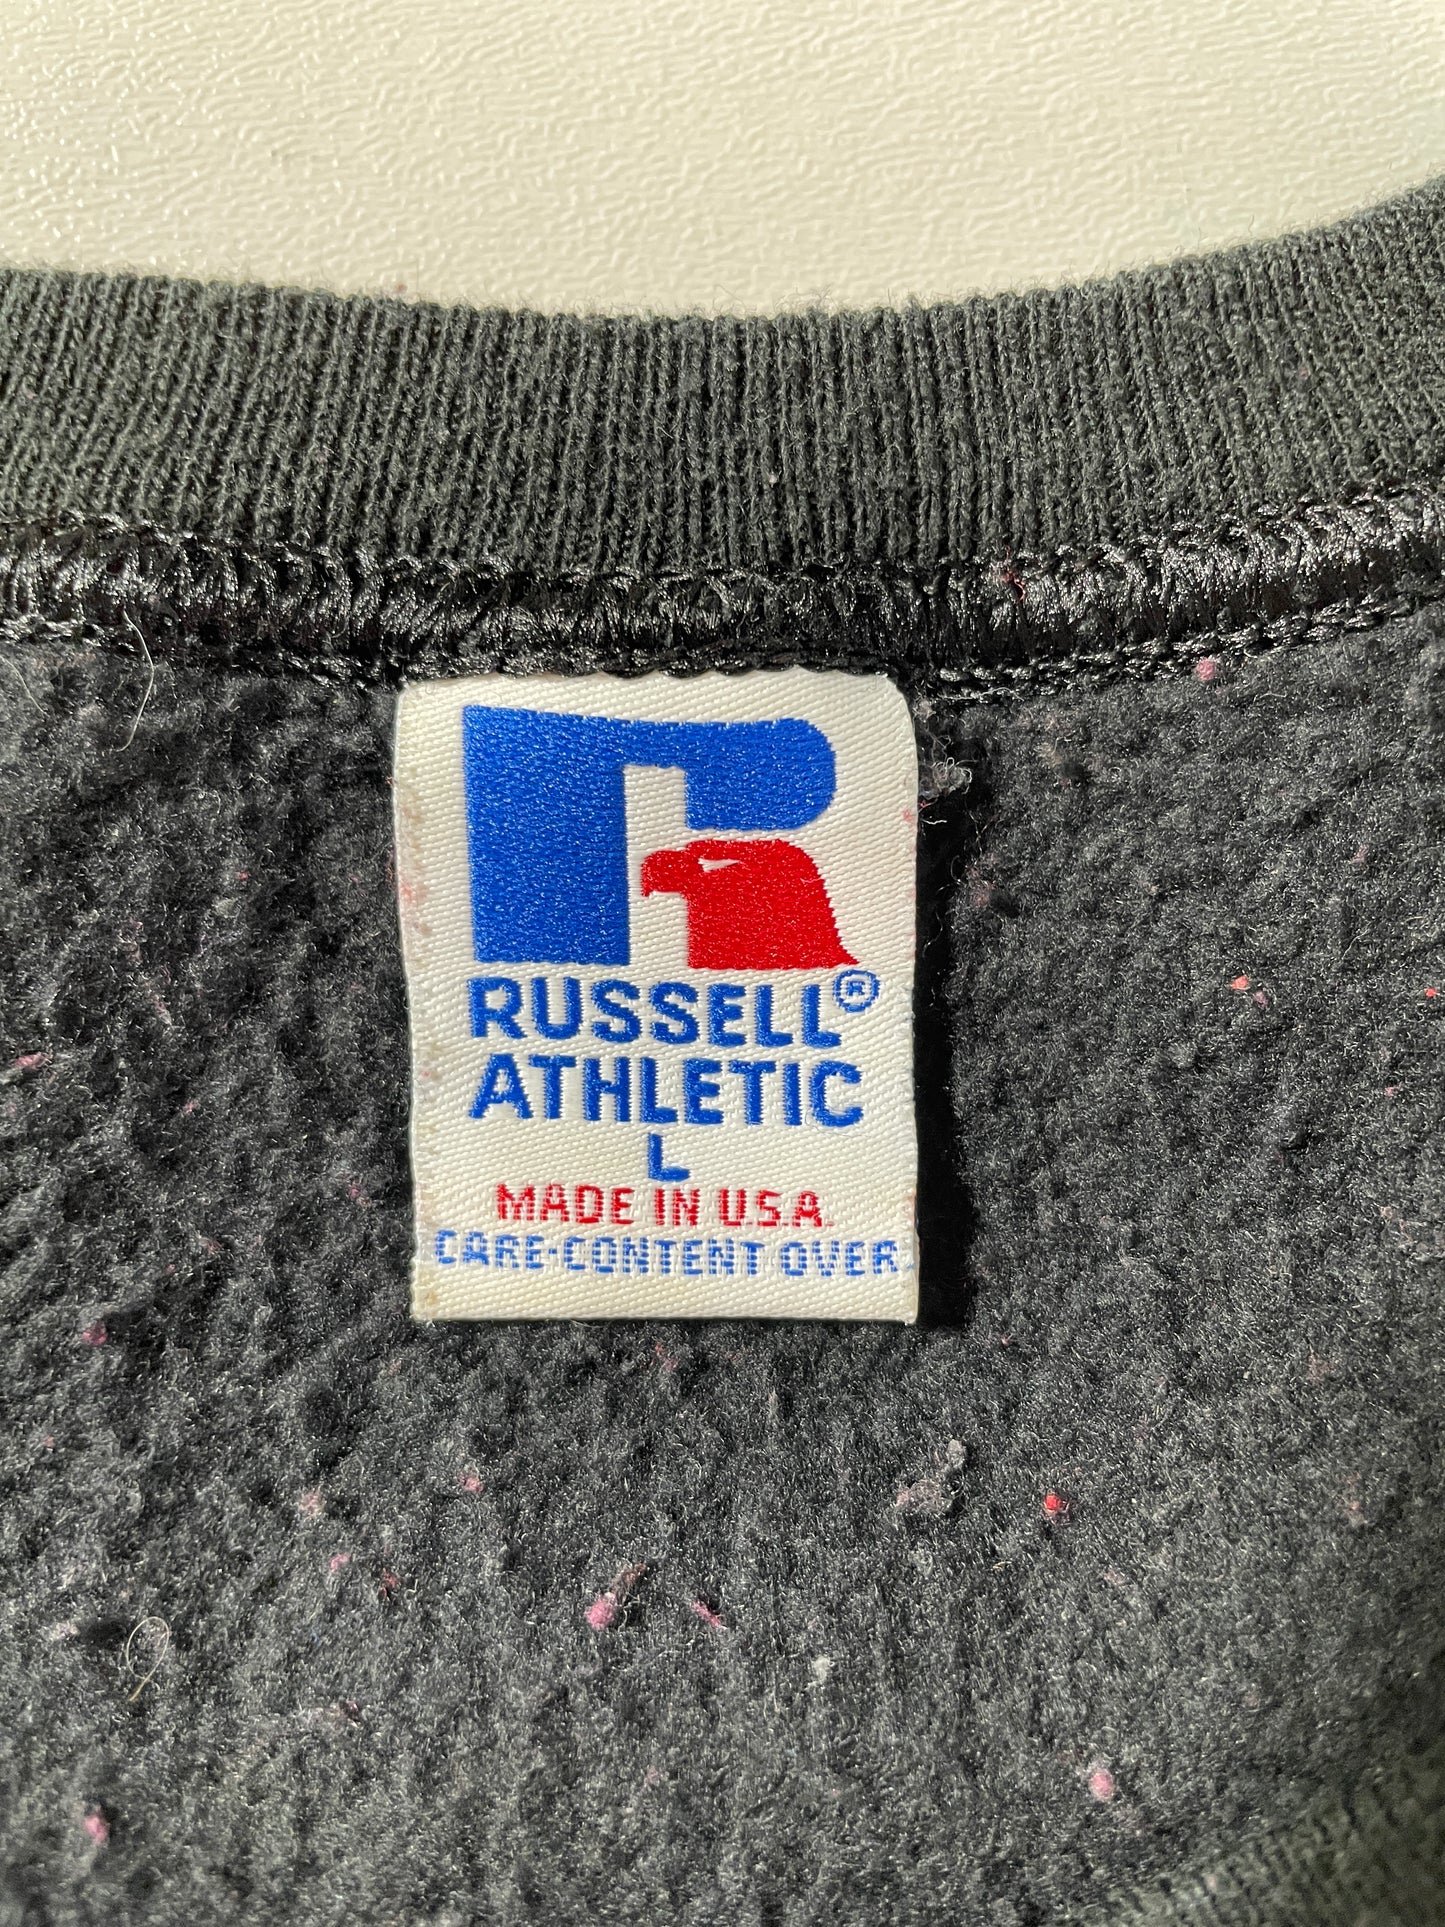 RUSSELL®
ATHLETIC
L
MADE IN U.S.A.
CARE-CONTENT OVER